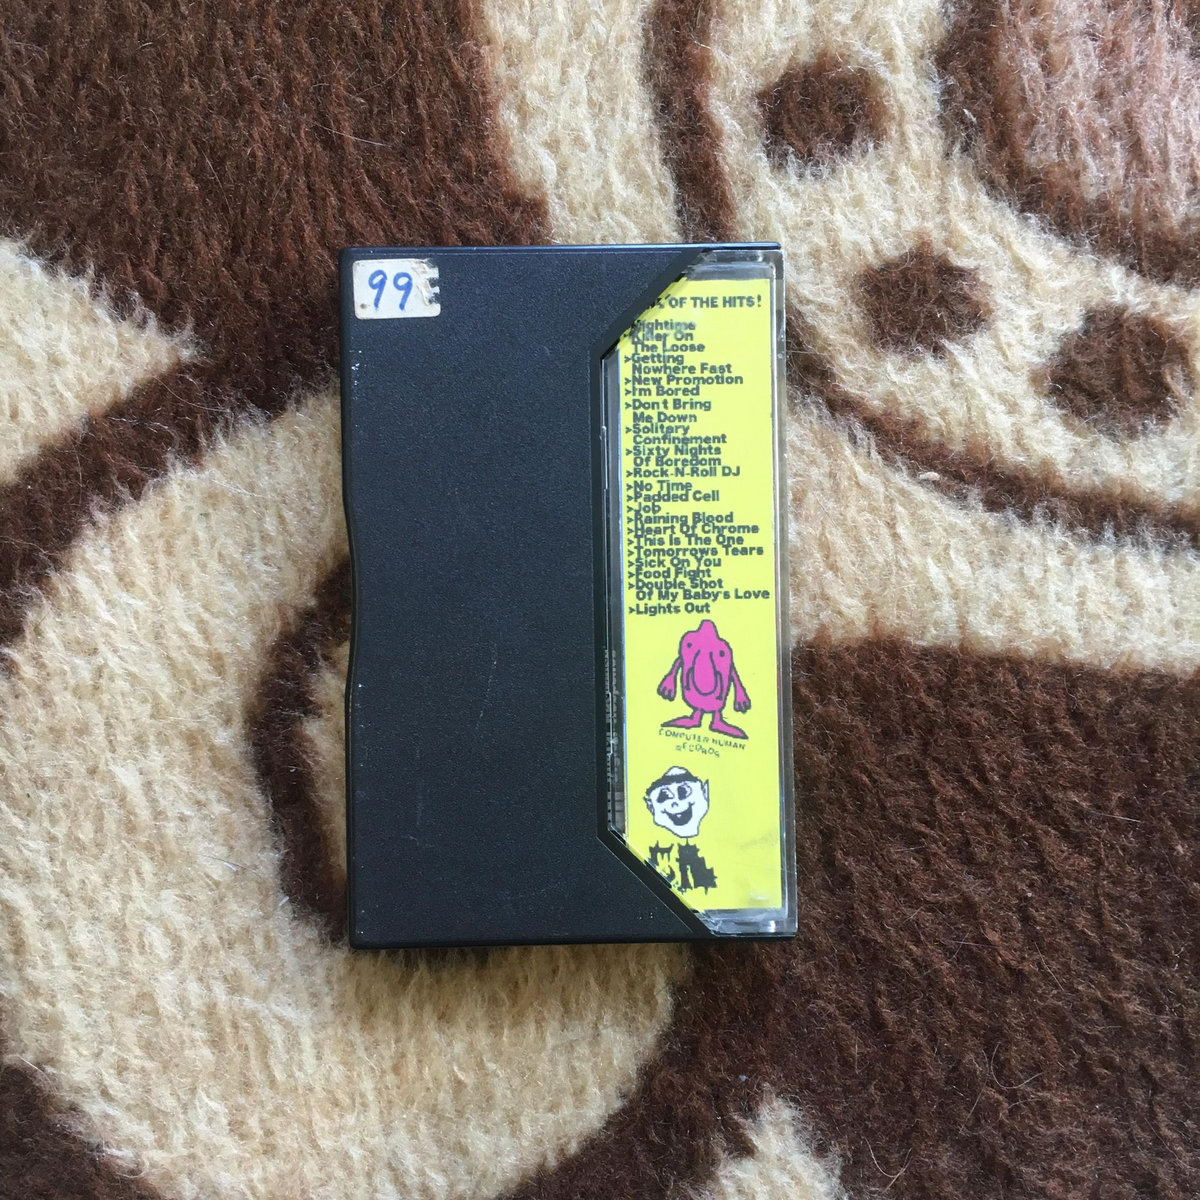 99
OF THE HITS!
Nightime
Killer On
The Loose
>Getting
Nowhere Fast
>New Promotion
>I'm Bored
>Don't Bring
Me Down
>Solitary
Confinement
>Sixty Nights
Of Boredom
>Rock-N-Roll DJ
>No Time
>Padded Cell
>Job
>Raining Blood
>Heart Of Chrome
>This Is The One
>Tomorrows Tears
>Sick On You
>Food Fight
>Double Shot
Of My Baby's Love
>Lights Out
COMPUTER HUMAN
RECORDS